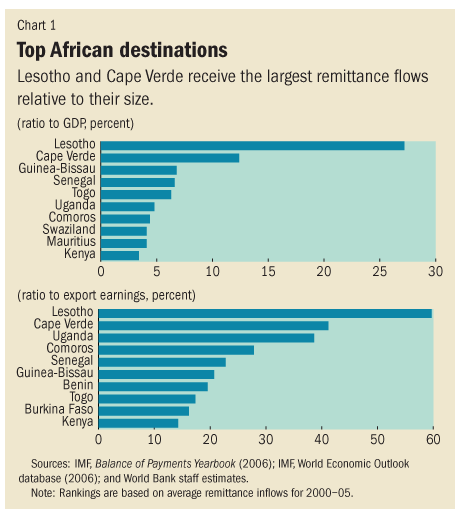 Chart 1
Top African destinations
Lesotho and Cape Verde receive the largest remittance flows
relative to their size.
(ratio to GDP, percent)
Lesotho
Cape Verde
Guinea-Bissau
Senegal
Togo
Uganda
Comoros
Swaziland
Mauritius
Kenya
0 5 10 15 20 25 30
(ratio to export earnings, percent)
Lesotho
Cape Verde
Uganda
Comoros
Senegal
Guinea-Bissau
Benin
Togo
Burkina Faso
Kenya
0 10 20 30 40 50 60
Sources: IMF, Balance of Payments Yearbook (2006); IMF, World Economic Outlook
database (2006); and World Bank staff estimates.
Note: Rankings are based on average remittance inflows for 2000–05.